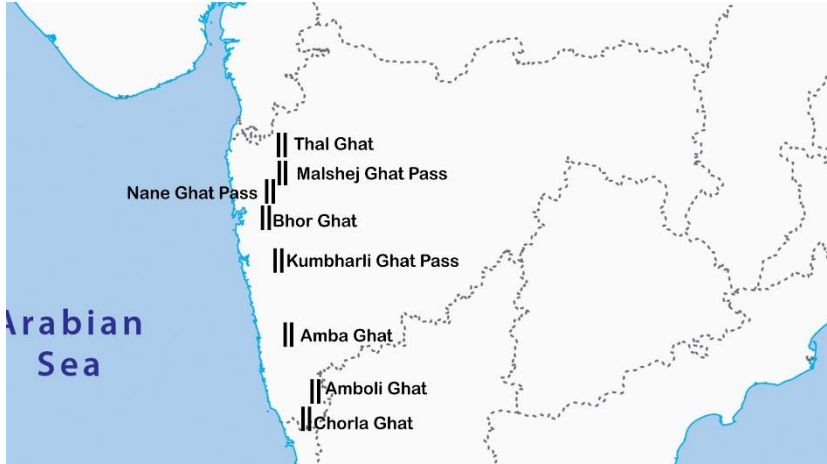 Thal Ghat
Malshej Ghat Pass
Nane Ghat Pass
Bhor Ghat
Kumbharli Ghat Pass
Arabian
Sea
Amba Ghat
Amboli Ghat
Chorla Ghat